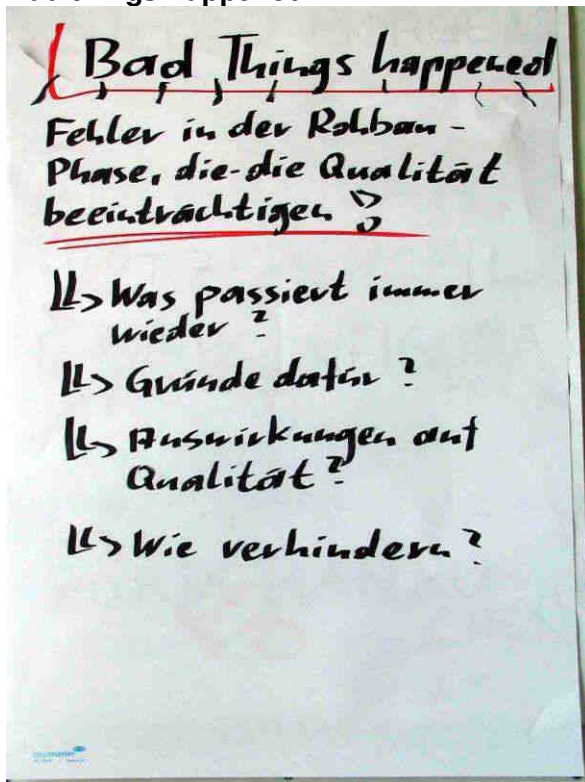 Bad Things happened
Fehler in der Rohbau-
Phase, die die Qualität
beeinträchtigen !?
↳ Was passiert immer
wieder?
↳ Gründe dafür?
↳ Auswirkungen auf
Qualität?
↳ Wie verhindern?